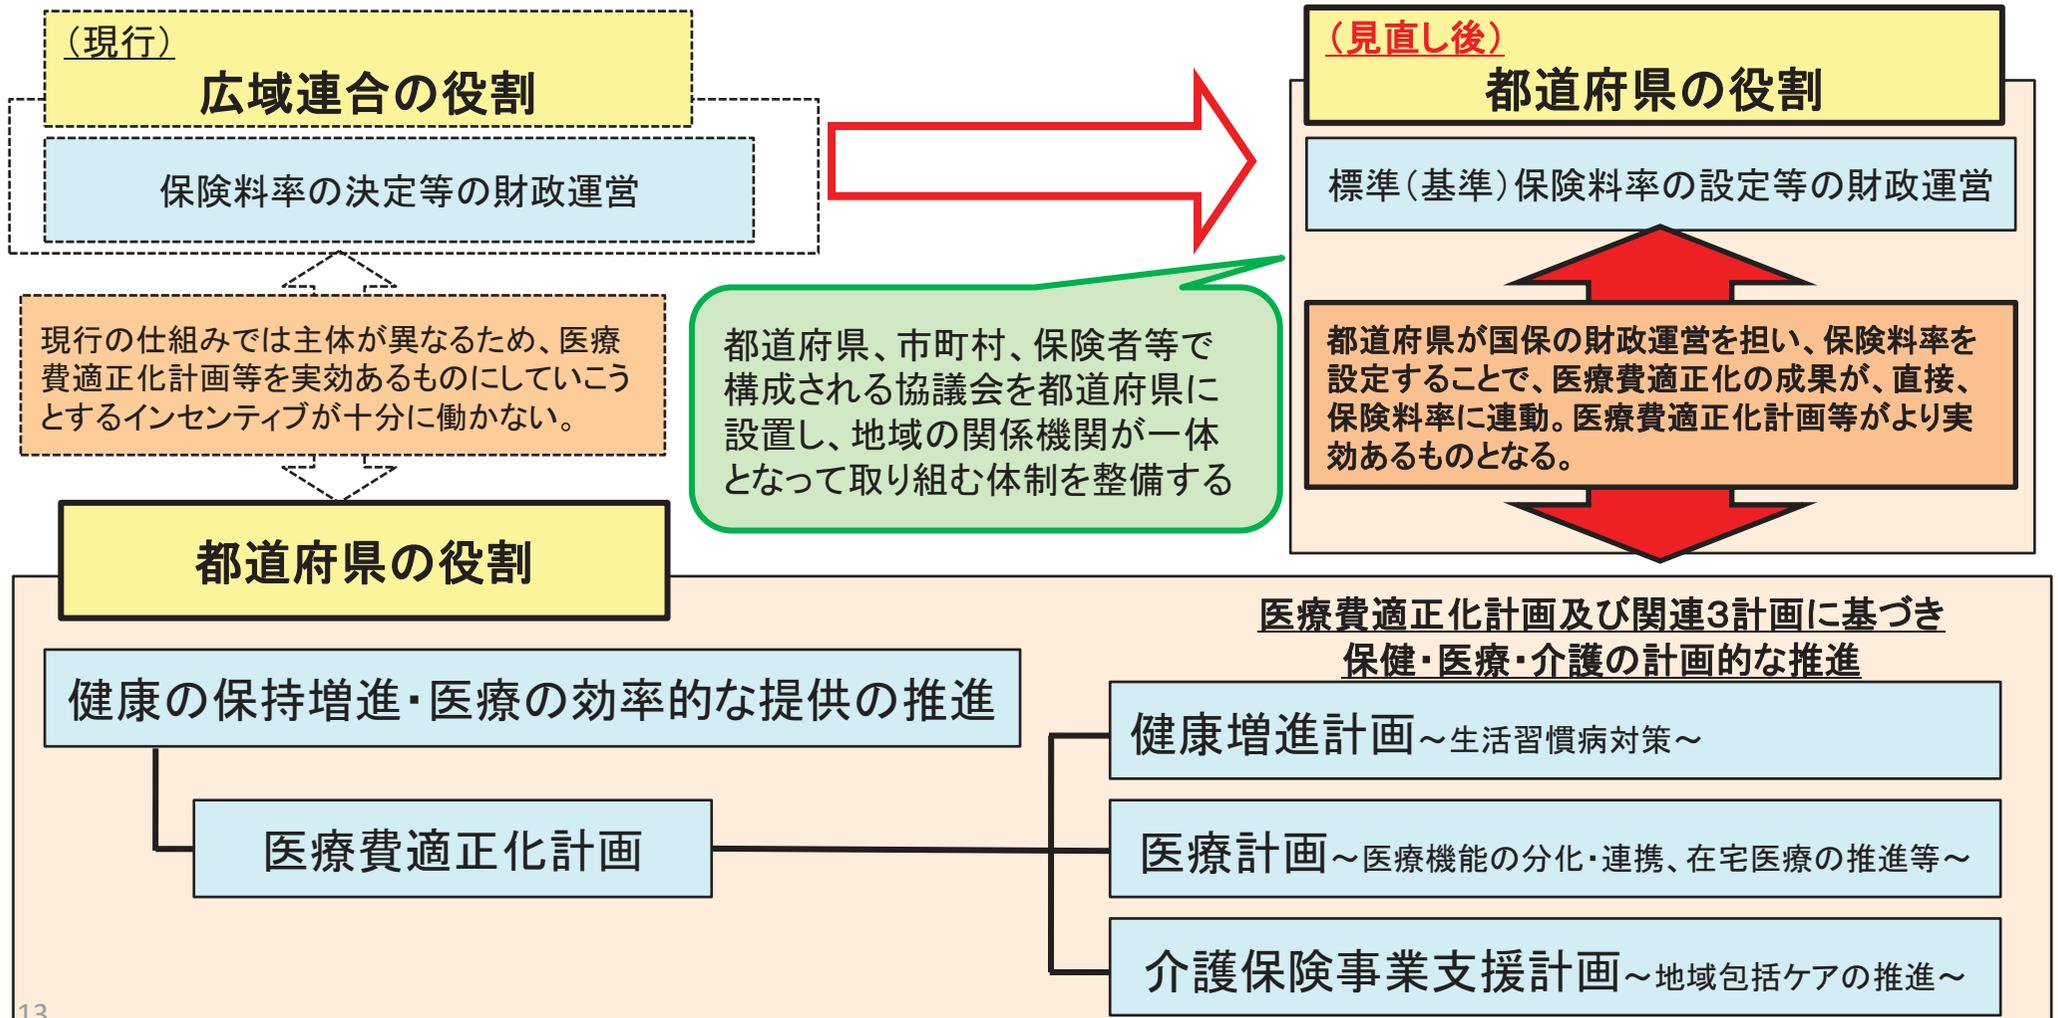 （現行）
広域連合の役割
保険料率の決定等の財政運営
現行の仕組みでは主体が異なるため、医療
費適正化計画等を実効あるものにしていこう
とするインセンティブが十分に働かない。
都道府県、市町村、保険者等で
構成される協議会を都道府県に
設置し、地域の関係機関が一体
となって取り組む体制を整備する
（見直し後）
都道府県の役割
標準（基準）保険料率の設定等の財政運営
都道府県が国保の財政運営を担い、保険料率を
設定することで、医療費適正化の成果が、直接、
保険料率に連動。医療費適正化計画等がより実
効あるものとなる。
都道府県の役割
健康の保持増進・医療の効率的な提供の推進
医療費適正化計画
医療費適正化計画及び関連３計画に基づき
保健・医療・介護の計画的な推進
健康増進計画～生活習慣病対策～
医療計画～医療機能の分化・連携、在宅医療の推進等～
介護保険事業支援計画～地域包括ケアの推進～
13